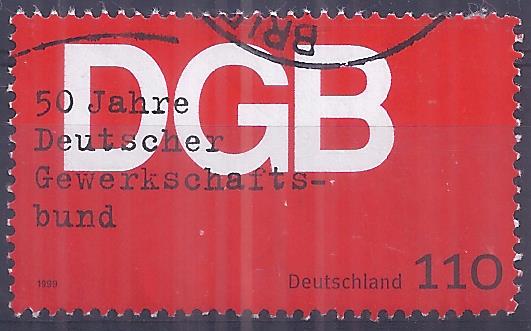 DGB
50 Jahre
Deutscher
Gewerkschafts-
bund
1999
Deutschland 110